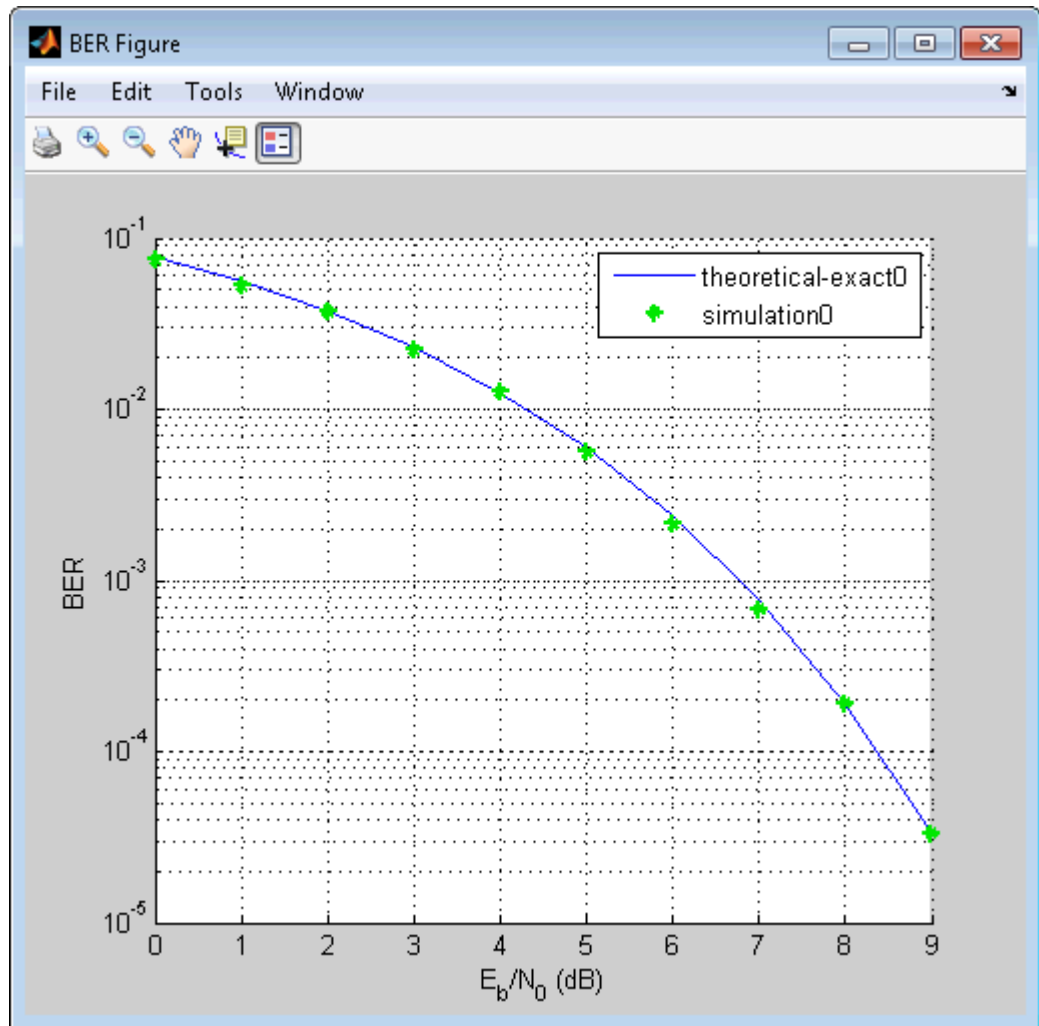 BER Figure
File Edit Tools Window
theoretical-exact0
simulation0
BER
10^-1
10^-2
10^-3
10^-4
10^-5
0 1 2 3 4 5 6 7 8 9
E_b/N_0 (dB)